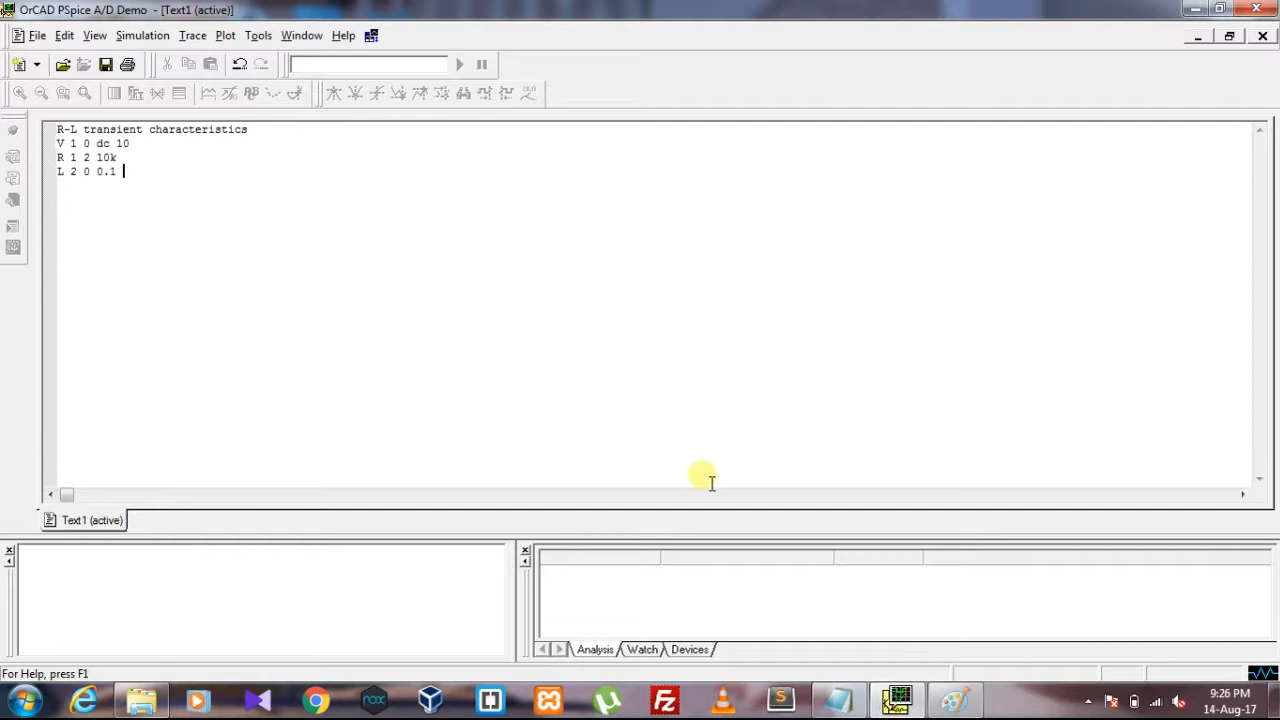 OrCAD PSpice A/D Demo - [Text1 (active)]
File Edit View Simulation Trace Plot Tools Window Help
R-L transient characteristics
V 1 0 dc 10
R 1 2 10k
L 2 0 0.1
Text1 (active)
Analysis Watch Devices
For Help, press F1
nox
S
9:26 PM
14-Aug-17